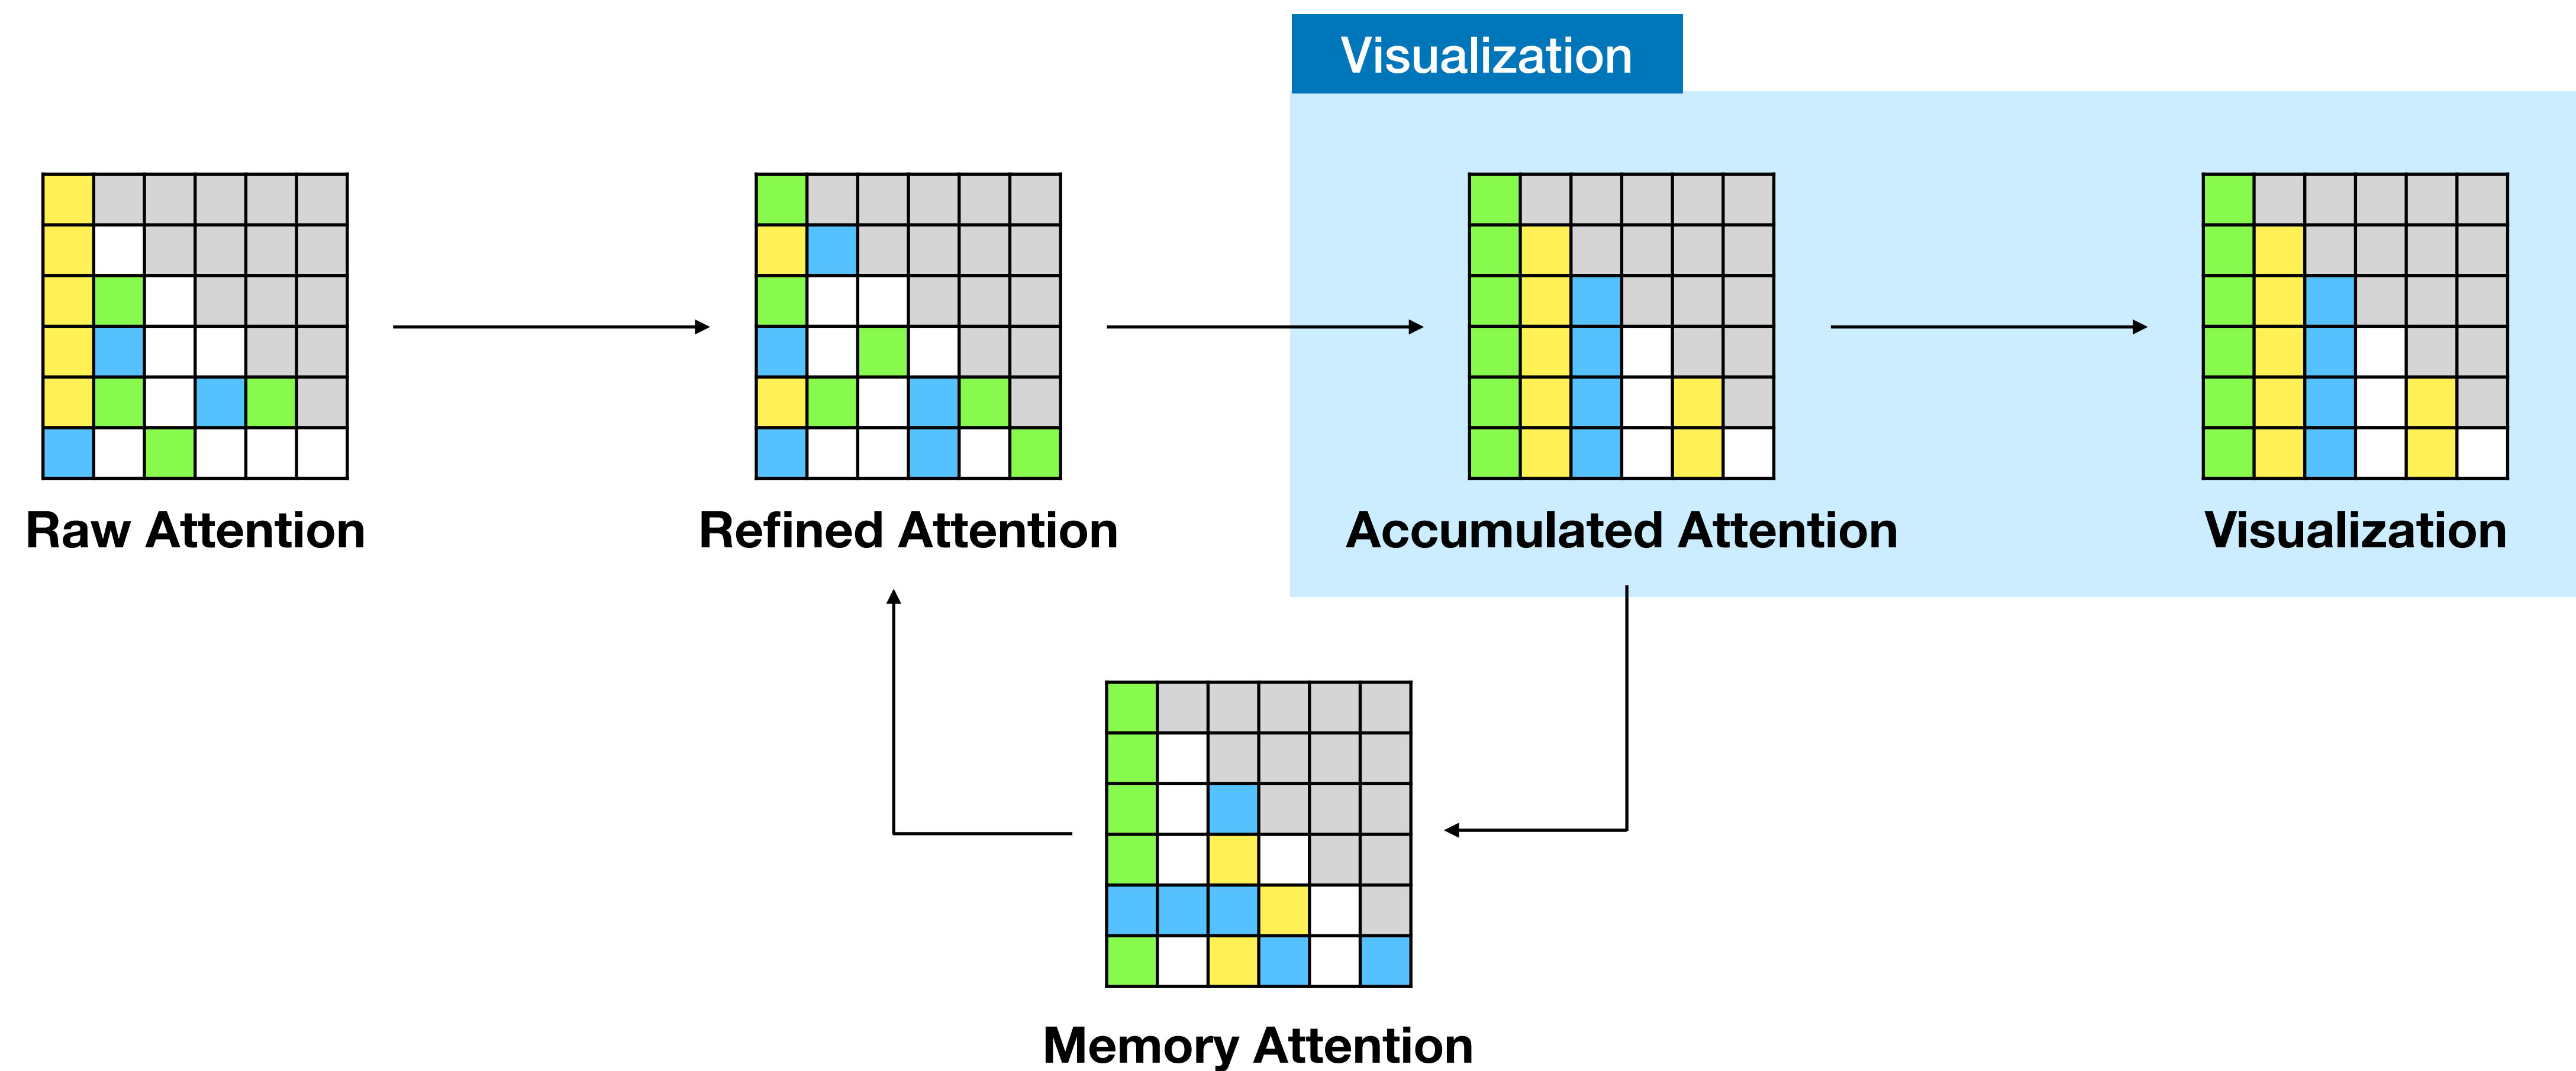 Visualization
Raw Attention
Refined Attention
Accumulated Attention
Visualization
Memory Attention